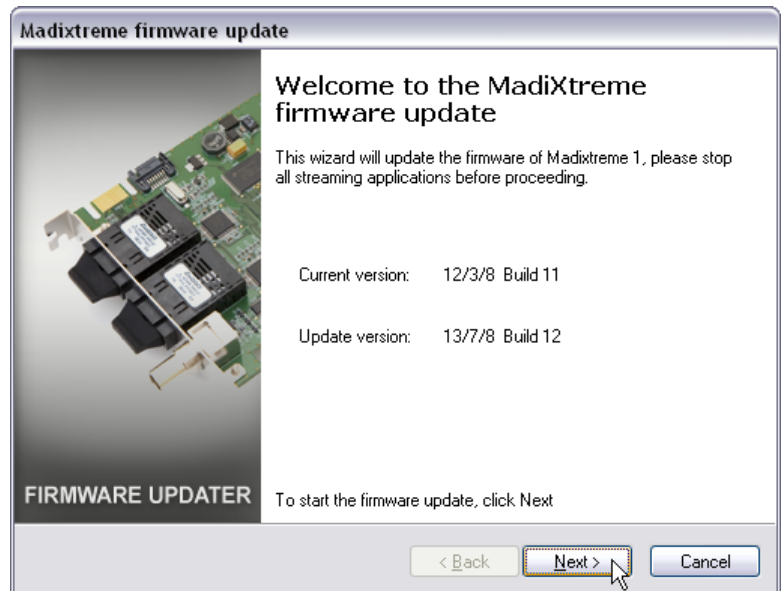 Madixtreme firmware update
Welcome to the MadiXtreme
firmware update
This wizard will update the firmware of Madixtreme 1, please stop
all streaming applications before proceeding.
Current version: 12/3/8 Build 11
Update version: 13/7/8 Build 12
FIRMWARE UPDATER
To start the firmware update, click Next
< Back
Next >
Cancel